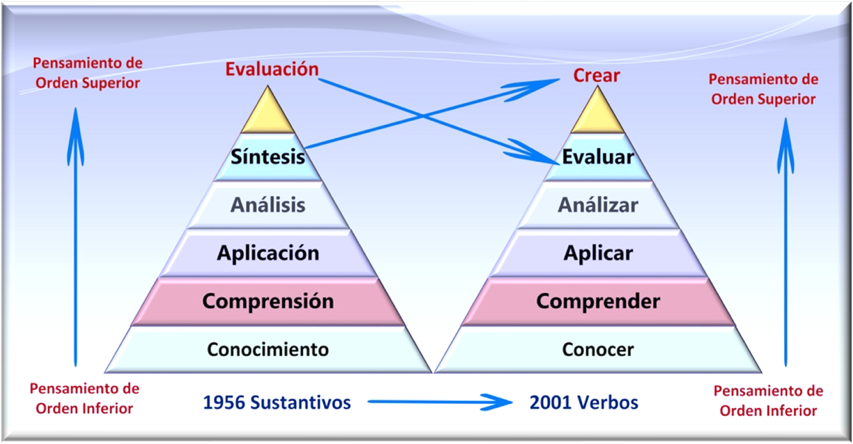 Pensamiento de
Orden Superior
Evaluación
Síntesis
Análisis
Aplicación
Comprensión
Conocimiento
Pensamiento de
Orden Inferior
1956 Sustantivos
Crear
Evaluar
Análizar
Aplicar
Comprender
Conocer
2001 Verbos
Pensamiento de
Orden Superior
Pensamiento de
Orden Inferior